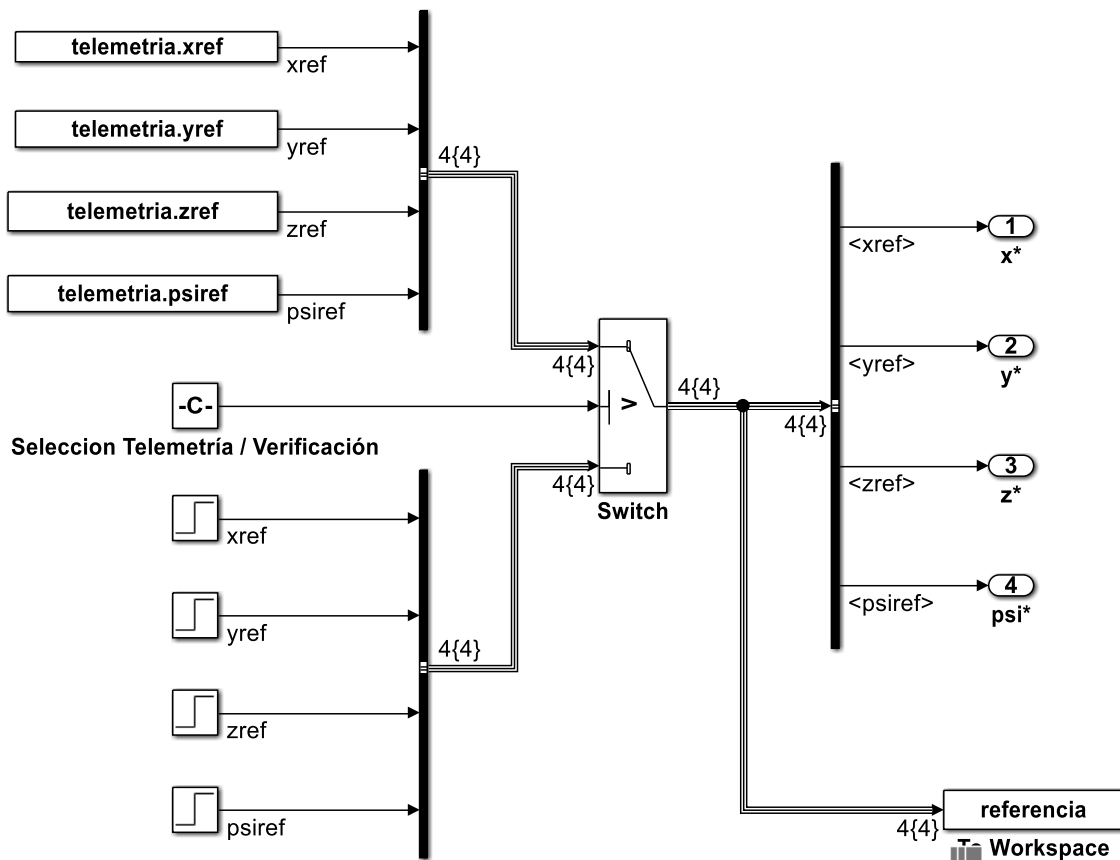 telemetria.xref
xref
telemetria.yref
yref
4{4}
telemetria.zref
zref
telemetria.psiref
psiref
4{4}
-C-
Seleccion Telemetría / Verificación
>
4{4}
Switch
4{4}
4{4}
<xref>
1
x*
<yref>
2
y*
<zref>
3
z*
<psiref>
4
psi*
xref
yref
4{4}
zref
psiref
referencia
4{4}
Workspace